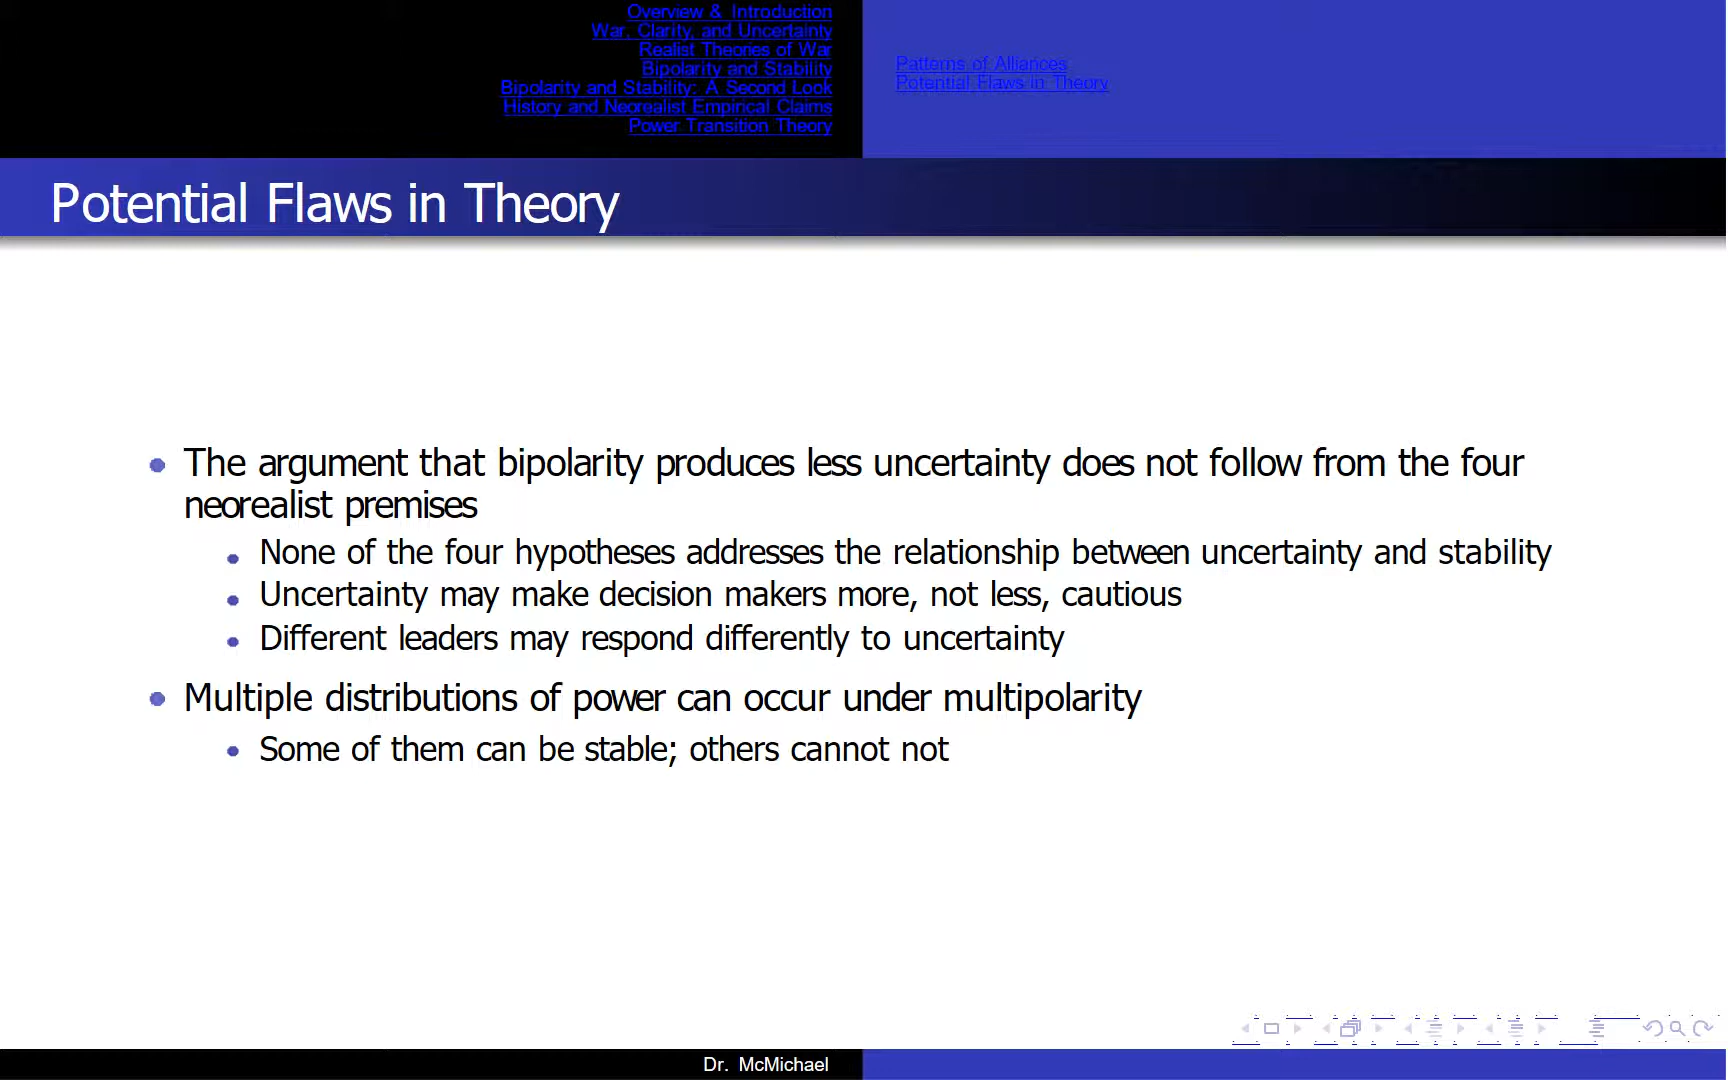 Overview & Introduction
War, Clarity, and Uncertainty
Realist Theories of War
Bipolarity and Stability
Bipolarity and Stability: A Second Look
History and Neorealist Empirical Claims
Power Transition Theory
Patterns of Alliances
Potential Flaws in Theory
Potential Flaws in Theory
The argument that bipolarity produces less uncertainty does not follow from the four
neorealist premises
None of the four hypotheses addresses the relationship between uncertainty and stability
Uncertainty may make decision makers more, not less, cautious
Different leaders may respond differently to uncertainty
Multiple distributions of power can occur under multipolarity
Some of them can be stable; others cannot not
Dr. McMichael